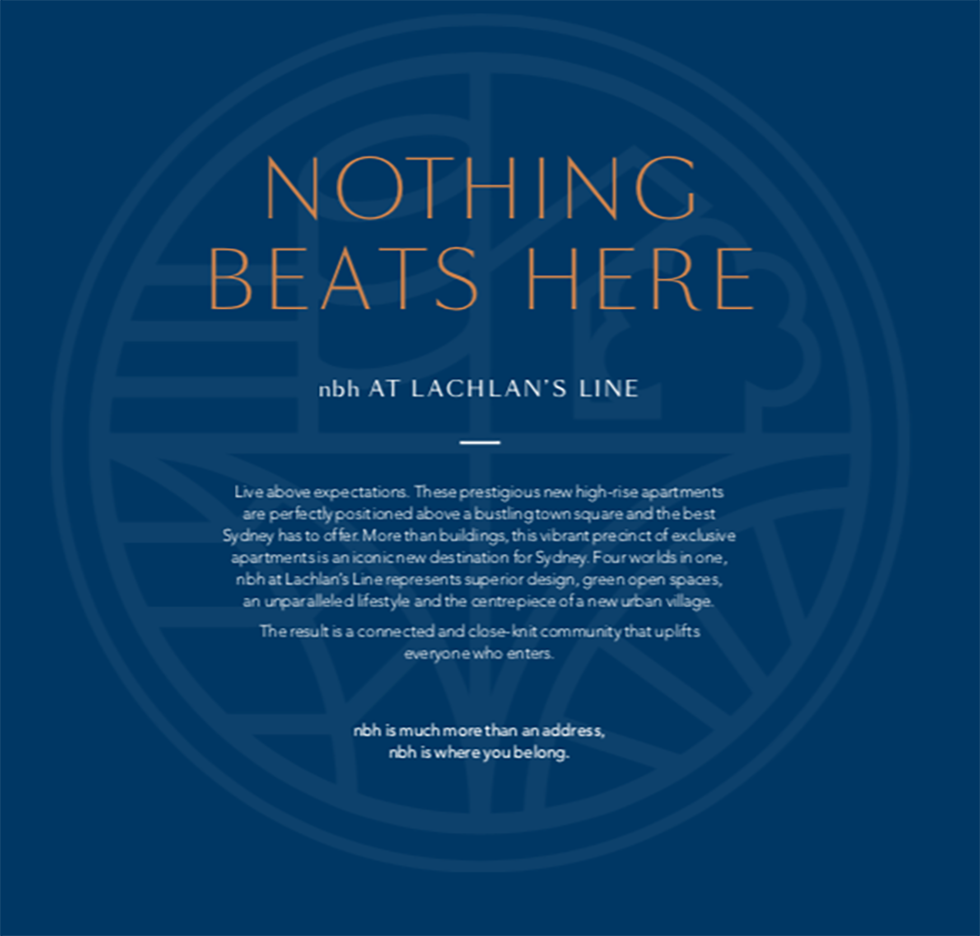 NOTHING
BEATS HERE
nbh AT LACHLAN'S LINE
Live above expectations. These prestigious new high-rise apartments
are perfectly positioned above a bustling town square and the best
Sydney has to offer. More than buildings, this vibrant precinct of exclusive
apartments is an iconic new destination for Sydney. Four worlds in one,
nbh at Lachlan's Line represents superior design, green open spaces,
an unparalleled lifestyle and the centrepiece of a new urban village.
The result is a connected and close-knit community that uplifts
everyone who enters.
nbh is much more than an address,
nbh is where you belong.